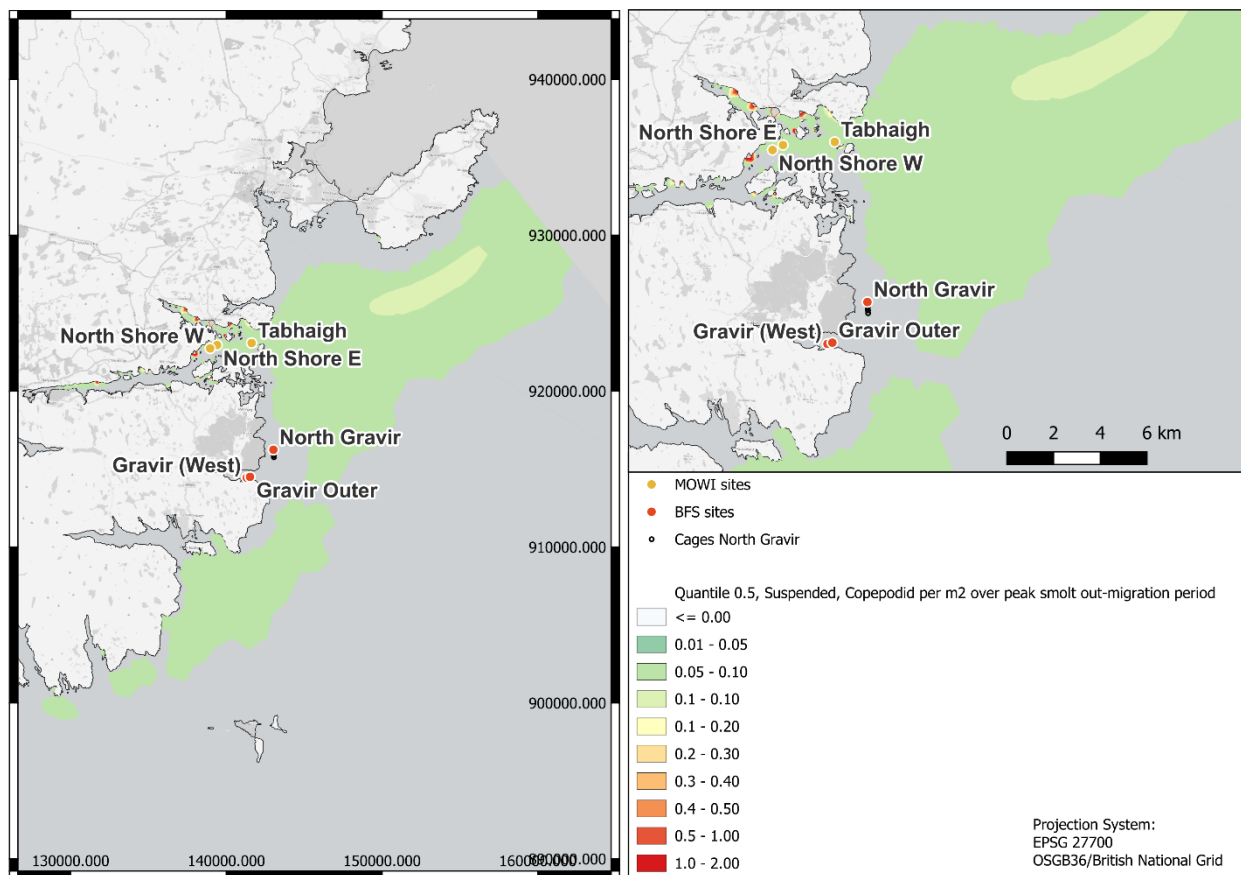 940000.000
930000.000
North Shore W
Tabhaigh
North Shore E
920000.000
North Gravir
Gravir (West)
Gravir Outer
910000.000
900000.000
130000.000
140000.000
150000.000
160000.000
890000.000
North Shore E
Tabhaigh
North Shore W
North Gravir
Gravir (West)
Gravir Outer
0 2 4 6 km
MOWI sites
BFS sites
Cages North Gravir
Quantile 0.5, Suspended, Copepodid per m2 over peak smolt out-migration period
<= 0.00
0.01 - 0.05
0.05 - 0.10
0.1 - 0.10
0.1 - 0.20
0.2 - 0.30
0.3 - 0.40
0.4 - 0.50
0.5 - 1.00
1.0 - 2.00
Projection System:
EPSG 27700
OSGB36/British National Grid